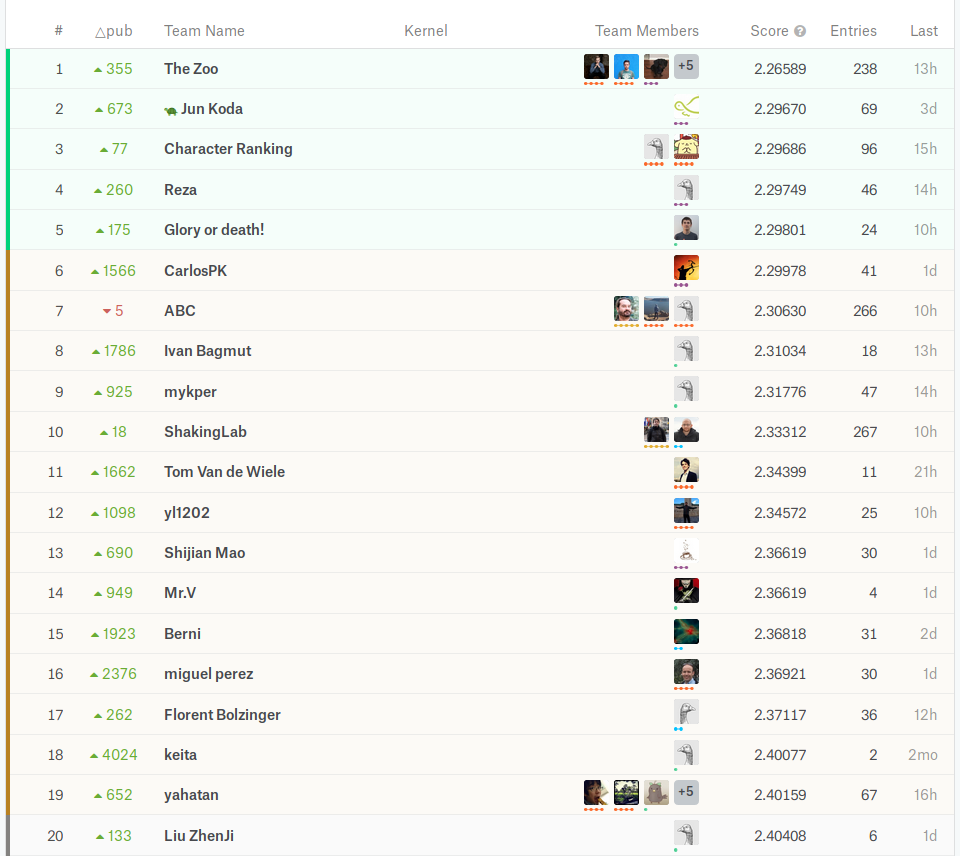 # △pub Team Name Kernel Team Members Score ? Entries Last
1 ▲ 355 The Zoo +5 2.26589 238 13h
2 ▲ 673 🐢 Jun Koda 2.29670 69 3d
3 ▲ 77 Character Ranking 2.29686 96 15h
4 ▲ 260 Reza 2.29749 46 14h
5 ▲ 175 Glory or death! 2.29801 24 10h
6 ▲ 1566 CarlosPK 2.29978 41 1d
7 ▼ 5 ABC 2.30630 266 10h
8 ▲ 1786 Ivan Bagmut 2.31034 18 13h
9 ▲ 925 mykper 2.31776 47 14h
10 ▲ 18 ShakingLab 2.33312 267 10h
11 ▲ 1662 Tom Van de Wiele 2.34399 11 21h
12 ▲ 1098 yl1202 2.34572 25 10h
13 ▲ 690 Shijian Mao 2.36619 30 1d
14 ▲ 949 Mr.V 2.36619 4 1d
15 ▲ 1923 Berni 2.36818 31 2d
16 ▲ 2376 miguel perez 2.36921 30 1d
17 ▲ 262 Florent Bolzinger 2.37117 36 12h
18 ▲ 4024 keita 2.40077 2 2mo
19 ▲ 652 yahatan +5 2.40159 67 16h
20 ▲ 133 Liu ZhenJi 2.40408 6 1d